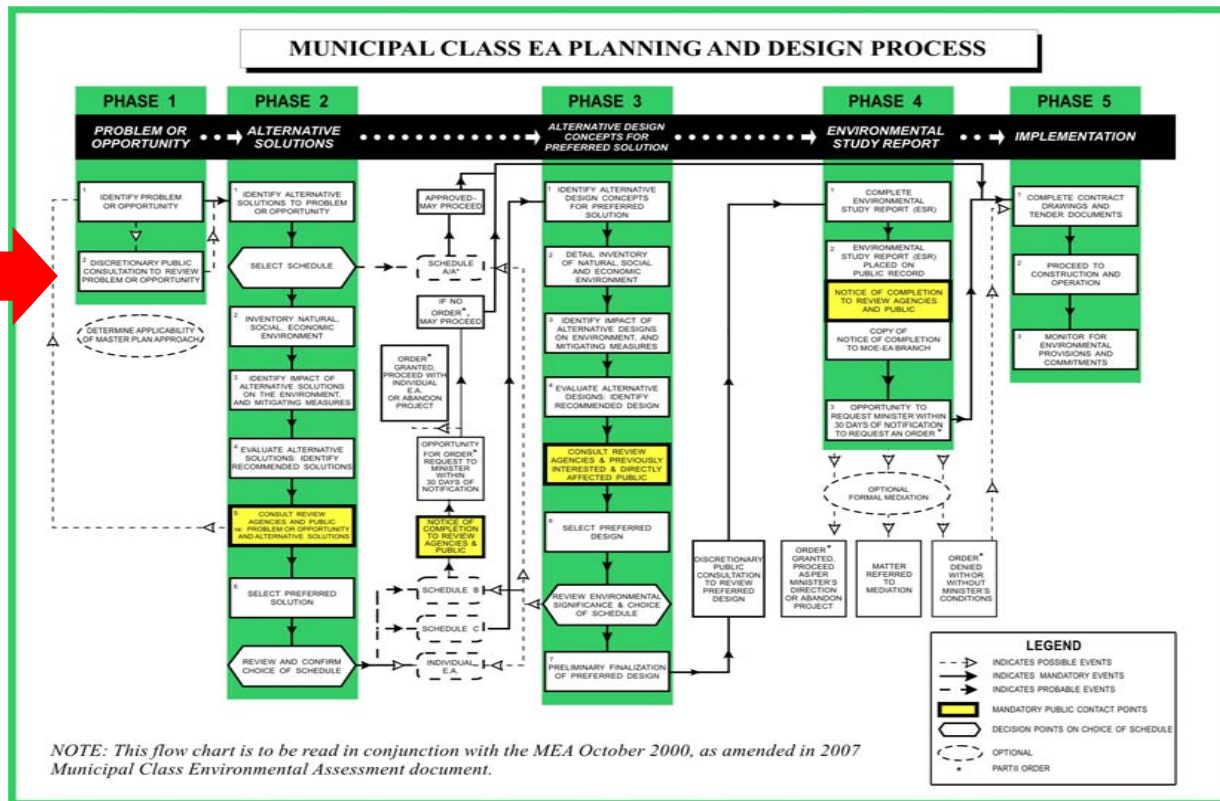 MUNICIPAL CLASS EA PLANNING AND DESIGN PROCESS
PHASE 1
PROBLEM OR
OPPORTUNITY
1
IDENTIFY PROBLEM
OR OPPORTUNITY
2
DISCRETIONARY PUBLIC
CONSULTATION TO REVIEW
PROBLEM OR OPPORTUNITY
DETERMINE APPLICABILITY
OF MASTER PLAN APPROACH
PHASE 2
ALTERNATIVE
SOLUTIONS
1
IDENTIFY ALTERNATIVE
SOLUTIONS TO PROBLEM
OR OPPORTUNITY
SELECT SCHEDULE
2
INVENTORY NATURAL,
SOCIAL, ECONOMIC
ENVIRONMENT
3
IDENTIFY IMPACT OF
ALTERNATIVE SOLUTIONS
ON THE ENVIRONMENT,
AND MITIGATING MEASURES
4
EVALUATE ALTERNATIVE
SOLUTIONS: IDENTIFY
RECOMMENDED SOLUTIONS
5
CONSULT REVIEW
AGENCIES AND PUBLIC
re: PROBLEM OR OPPORTUNITY
AND ALTERNATIVE SOLUTIONS
6
SELECT PREFERRED
SOLUTION
REVIEW AND CONFIRM
CHOICE OF SCHEDULE
APPROVED-
MAY PROCEED
SCHEDULE
A/A*
IF NO
ORDER*,
MAY PROCEED
ORDER*
GRANTED,
PROCEED WITH
INDIVIDUAL
E.A.
OR ABANDON
PROJECT
OPPORTUNITY
FOR ORDER*
REQUEST TO
MINISTER
WITHIN
30 DAYS OF
NOTIFICATION
NOTICE OF
COMPLETION
TO REVIEW
AGENCIES &
PUBLIC
SCHEDULE B
SCHEDULE C
INDIVIDUAL
E.A.
PHASE 3
ALTERNATIVE DESIGN
CONCEPTS FOR
PREFERRED SOLUTION
1
IDENTIFY ALTERNATIVE
DESIGN CONCEPTS
FOR PREFERRED
SOLUTION
2
DETAIL INVENTORY
OF NATURAL, SOCIAL
AND ECONOMIC
ENVIRONMENT
3
IDENTIFY IMPACT OF
ALTERNATIVE DESIGNS
ON ENVIRONMENT, AND
MITIGATING MEASURES
4
EVALUATE ALTERNATIVE
DESIGNS: IDENTIFY
RECOMMENDED DESIGN
CONSULT REVIEW
AGENCIES & PREVIOUSLY
INTERESTED & DIRECTLY
AFFECTED PUBLIC
6
SELECT PREFERRED
DESIGN
REVIEW ENVIRONMENTAL
SIGNIFICANCE & CHOICE
OF SCHEDULE
7
PRELIMINARY FINALIZATION
OF PREFERRED DESIGN
DISCRETIONARY
PUBLIC
CONSULTATION
TO REVIEW
PREFERRED
DESIGN
PHASE 4
ENVIRONMENTAL
STUDY REPORT
1
COMPLETE
ENVIRONMENTAL
STUDY REPORT (ESR)
2
ENVIRONMENTAL
STUDY REPORT (ESR)
PLACED ON
PUBLIC RECORD
NOTICE OF COMPLETION
TO REVIEW AGENCIES
AND PUBLIC
COPY OF
NOTICE OF COMPLETION
TO MOE-EA BRANCH
3
OPPORTUNITY TO
REQUEST MINISTER WITHIN
30 DAYS OF NOTIFICATION
TO REQUEST AN ORDER*
OPTIONAL
FORMAL MEDIATION
ORDER*
GRANTED,
PROCEED
AS PER
MINISTER'S
DIRECTION
OR ABANDON
PROJECT
MATTER
REFERRED
TO
MEDIATION
ORDER*
DENIED
WITH OR
WITHOUT
MINISTER'S
CONDITIONS
PHASE 5
IMPLEMENTATION
1
COMPLETE CONTRACT
DRAWINGS AND
TENDER DOCUMENTS
2
PROCEED TO
CONSTRUCTION AND
OPERATION
3
MONITOR FOR
ENVIRONMENTAL
PROVISIONS AND
COMMITMENTS
LEGEND
INDICATES POSSIBLE EVENTS
INDICATES MANDATORY EVENTS
INDICATES PROBABLE EVENTS
MANDATORY PUBLIC CONTACT POINTS
DECISION POINTS ON CHOICE OF SCHEDULE
OPTIONAL
* PART II ORDER
NOTE: This flow chart is to be read in conjunction with the MEA October 2000, as amended in 2007
Municipal Class Environmental Assessment document.